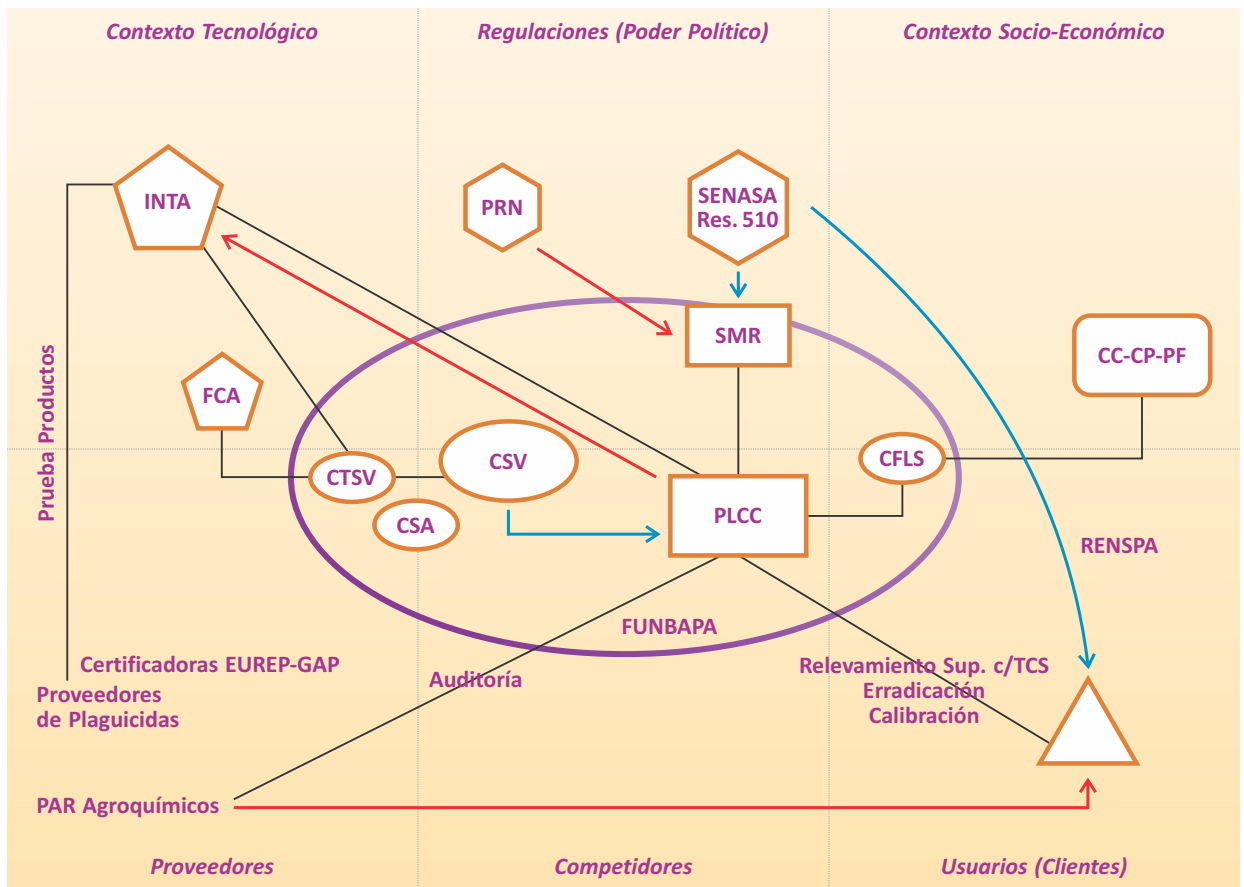 Contexto Tecnológico
Regulaciones (Poder Político)
Contexto Socio-Económico
INTA
PRN
SENASA
Res. 510
SMR
CC-CP-PF
FCA
Prueba Productos
CTSV
CSV
CFLS
CSA
PLCC
RENSPA
FUNBAPA
Certificadoras EUREP-GAP
Proveedores
de Plaguicidas
Auditoría
Relevamiento Sup. c/TCS
Erradicación
Calibración
PAR Agroquímicos
Proveedores
Competidores
Usuarios (Clientes)